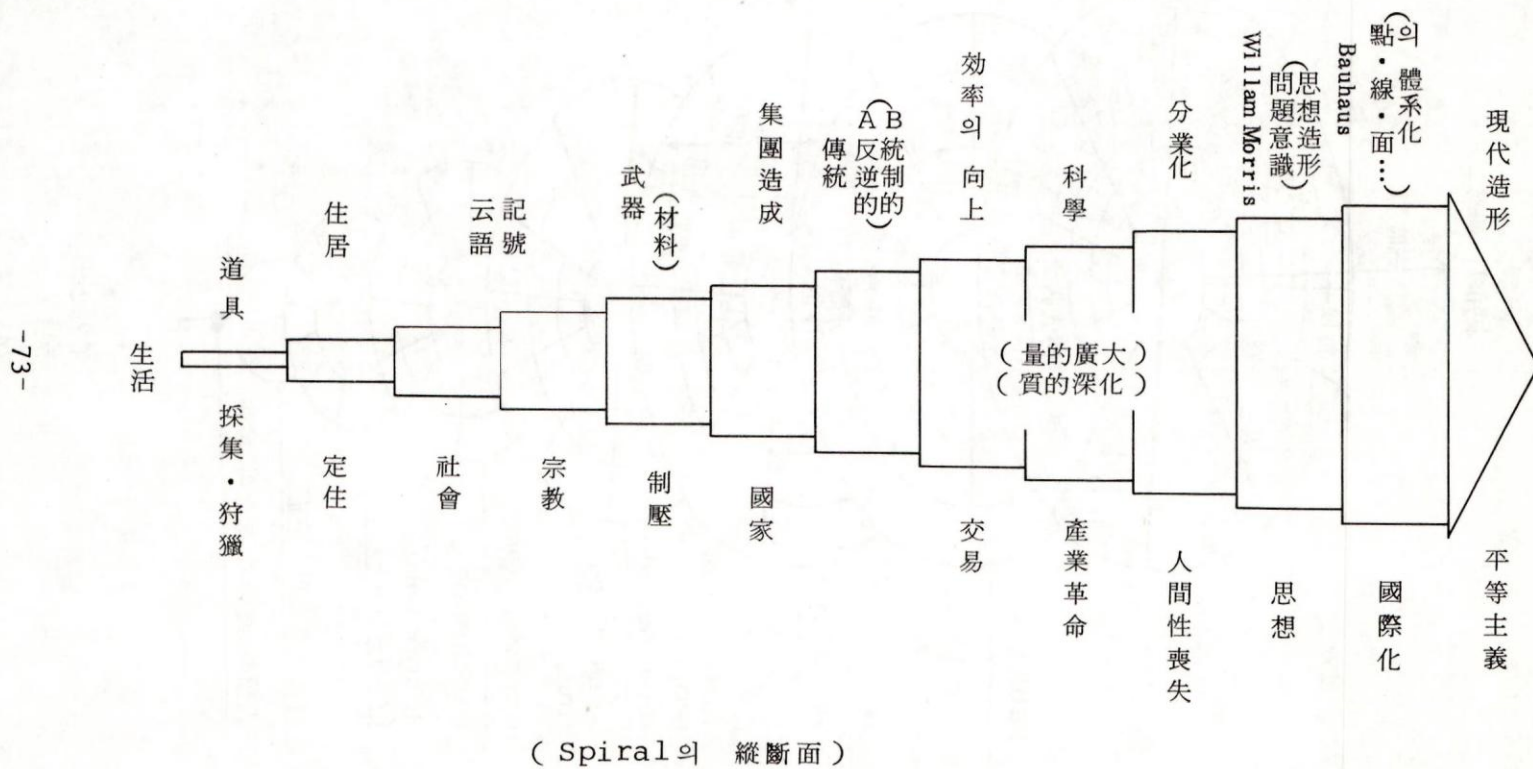 生活
道具
採集・狩獵
住居
定住
記號
云語
社會
宗教
武器
(材料)
制壓
集團造成
國家
傳統
(A反逆的
B統制的)
効率의 向上
交易
科學
(量的廣大)
(質的深化)
產業革命
分業化
人間性喪失
Willam Morris
(問題意識
思想造形)
思想
Bauhaus
(點・線・面....
의 體系化)
國際化
現代造形
平等主義
(Spiral의 縱斷面)
-73-